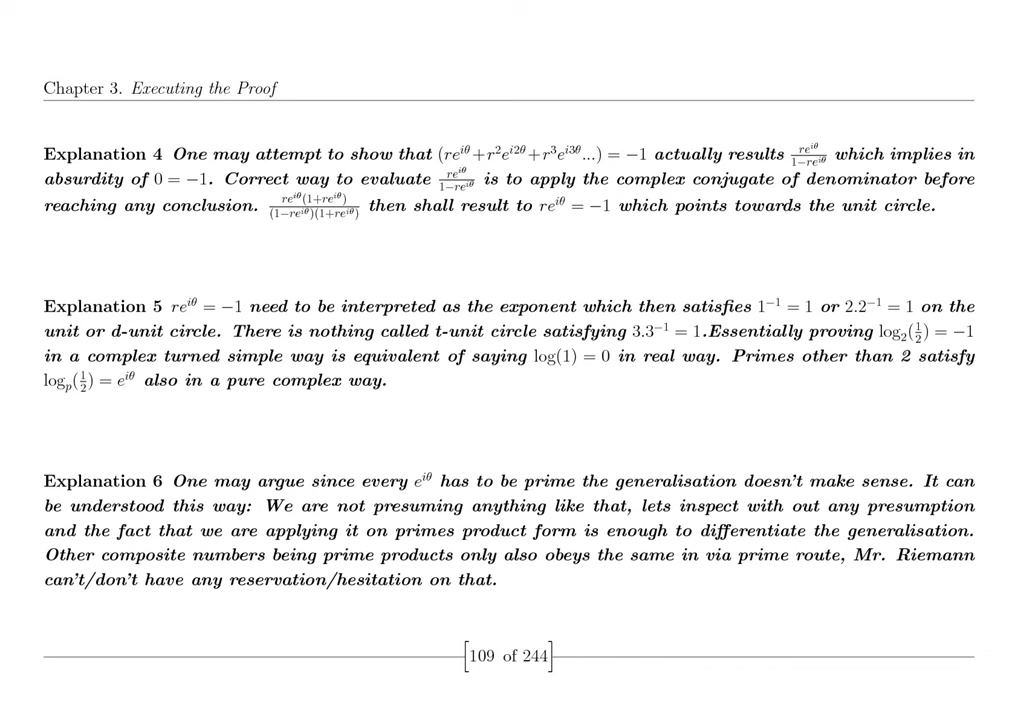 Chapter 3. Executing the Proof
Explanation 4 One may attempt to show that (re^{iθ}+r^2e^{i2θ}+r^3e^{i3θ}...) = −1 actually results \frac{re^{iθ}}{1−re^{iθ}} which implies in
absurdity of 0 = −1. Correct way to evaluate \frac{re^{iθ}}{1−re^{iθ}} is to apply the complex conjugate of denominator before
reaching any conclusion. \frac{re^{iθ}(1+re^{iθ})}{(1−re^{iθ})(1+re^{iθ})} then shall result to re^{iθ} = −1 which points towards the unit circle.
Explanation 5 re^{iθ} = −1 need to be interpreted as the exponent which then satisfies 1^{−1} = 1 or 2.2^{−1} = 1 on the
unit or d-unit circle. There is nothing called t-unit circle satisfying 3.3^{−1} = 1.Essentially proving log_2(\frac{1}{2}) = −1
in a complex turned simple way is equivalent of saying log(1) = 0 in real way. Primes other than 2 satisfy
log_p(\frac{1}{2}) = e^{iθ} also in a pure complex way.
Explanation 6 One may argue since every e^{iθ} has to be prime the generalisation doesn't make sense. It can
be understood this way: We are not presuming anything like that, lets inspect with out any presumption
and the fact that we are applying it on primes product form is enough to differentiate the generalisation.
Other composite numbers being prime products only also obeys the same in via prime route, Mr. Riemann
can't/don't have any reservation/hesitation on that.
[109 of 244]